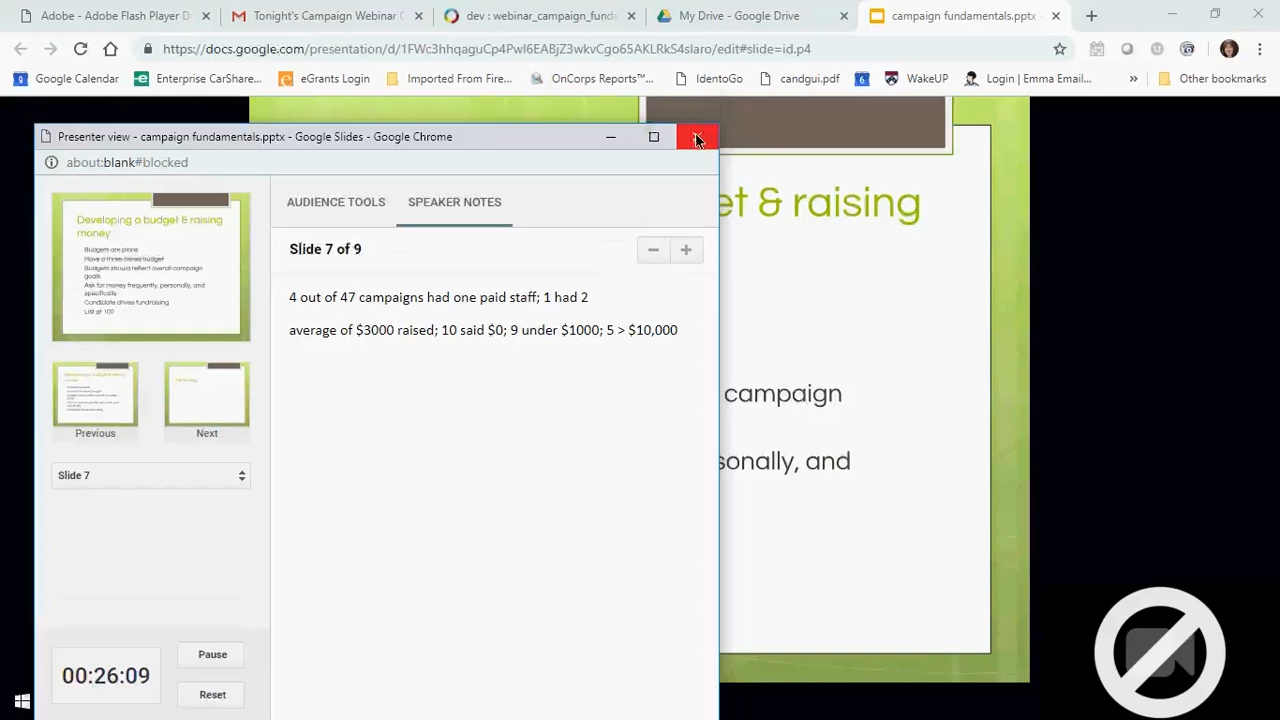 Adobe - Adobe Flash Player D
Tonight's Campaign Webinar
dev : webinar_campaign_funda
My Drive - Google Drive
campaign fundamentals.pptx -
https://docs.google.com/presentation/d/1FWc3hhqaguCp4Pwl6EABjZ3wkvCgo65AKLRkS4slaro/edit#slide=id.p4
Google Calendar
Enterprise CarShare...
eGrants Login
Imported From Fire...
OnCorps Reports™...
IdentoGo
candgui.pdf
WakeUP
Login | Emma Email...
»
Other bookmarks
Presenter view - campaign fundamentals.pptx - Google Slides - Google Chrome
about:blank#blocked
AUDIENCE TOOLS
SPEAKER NOTES
Slide 7 of 9
4 out of 47 campaigns had one paid staff; 1 had 2
average of $3000 raised; 10 said $0; 9 under $1000; 5 > $10,000
Developing a budget & raising
money
Budgets are plans
Have a three-tiered budget
Budgets should reflect overall campaign
goals
Ask for money frequently, personally, and
specifically
Candidate drives fundraising
List of 100
Previous
Next
Slide 7
00:26:09
Pause
Reset
et & raising
campaign
sonally, and